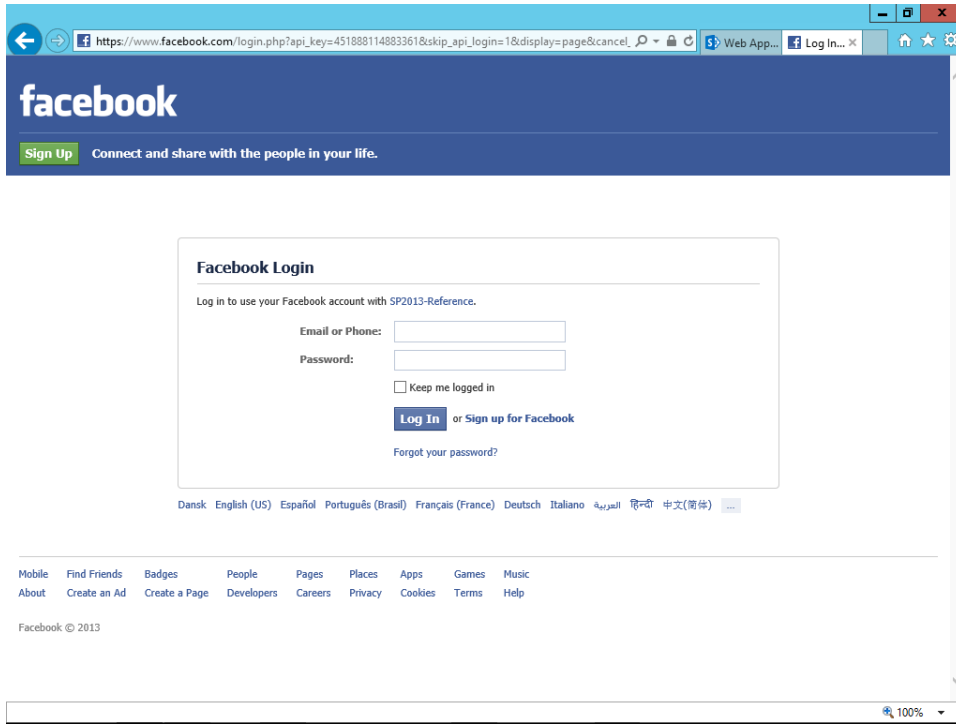 https://www.facebook.com/login.php?api_key=451888114883361&skip_api_login=1&display=page&cancel_
Web App...
Log In...
facebook
Sign Up Connect and share with the people in your life.
Facebook Login
Log in to use your Facebook account with SP2013-Reference.
Email or Phone:
Password:
Keep me logged in
Log In or Sign up for Facebook
Forgot your password?
Dansk English (US) Español Português (Brasil) Français (France) Deutsch Italiano العربية हिन्दी 中文(简体) ...
Mobile Find Friends Badges People Pages Places Apps Games Music
About Create an Ad Create a Page Developers Careers Privacy Cookies Terms Help
Facebook © 2013
100%